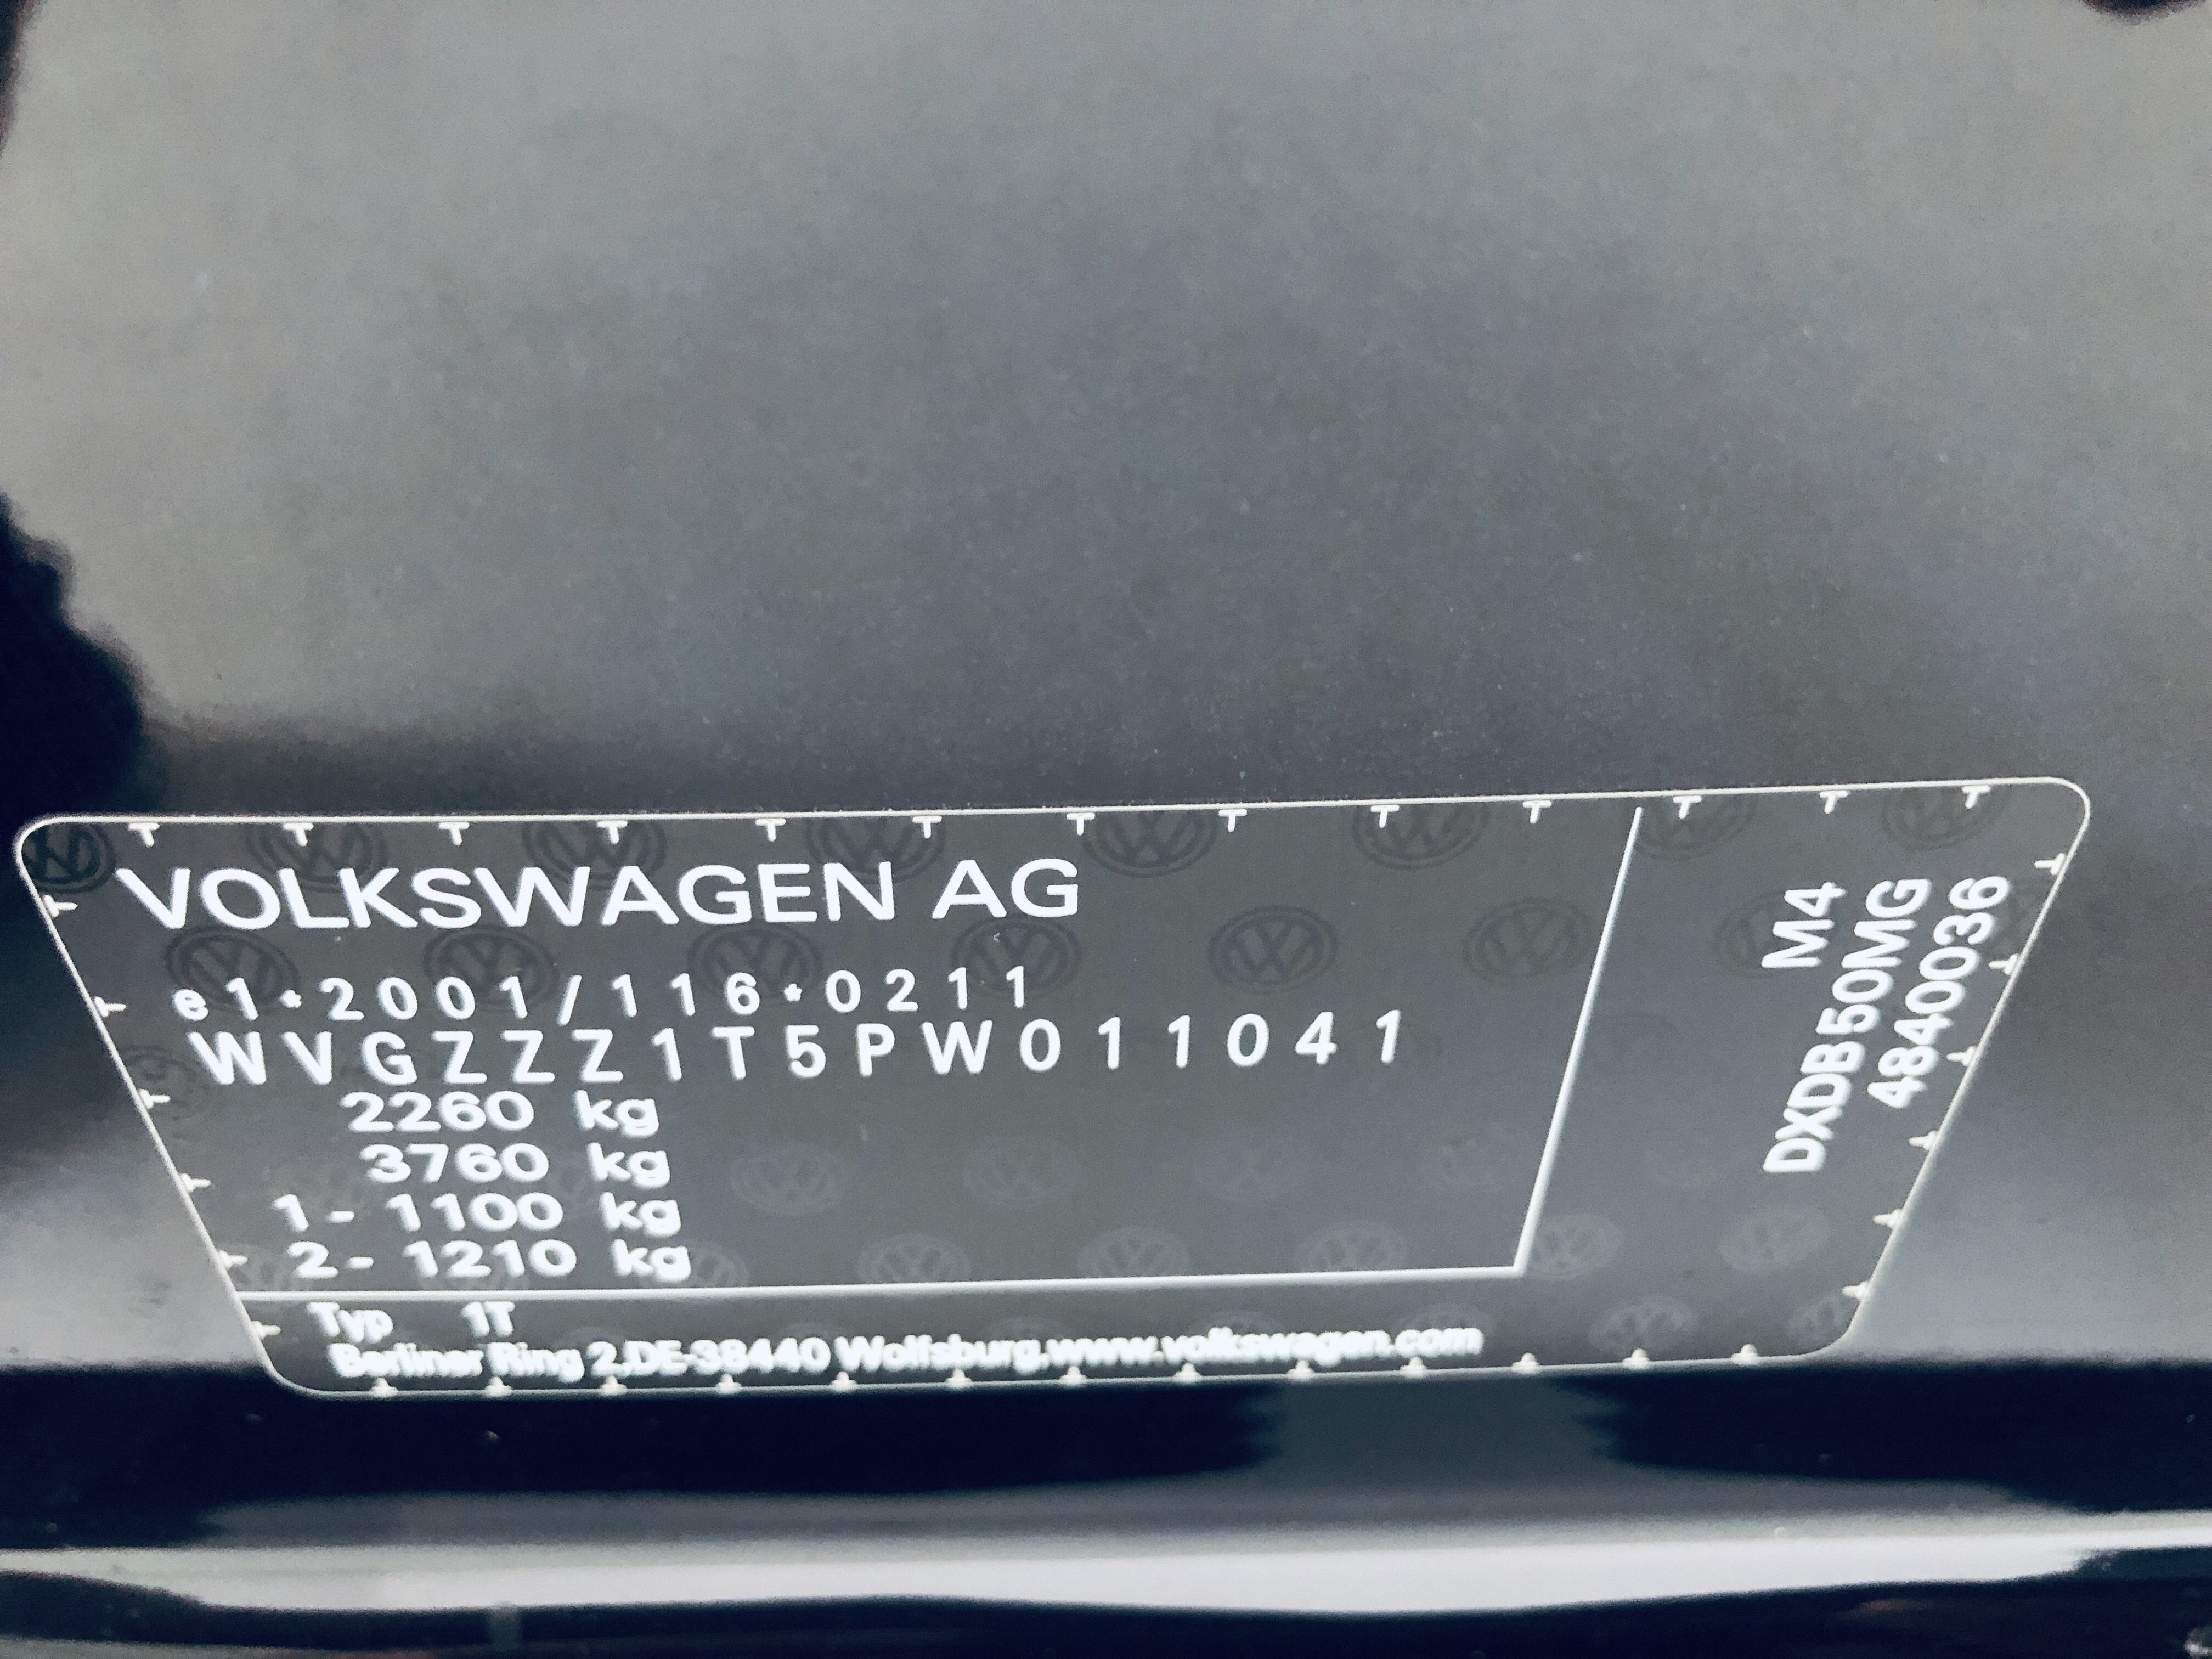 VOLKSWAGEN AG
e1*2001/116*0211
WVGZZZ1T5PW011041
2260 kg
3760 kg
1- 1100 kg
2- 1210 kg
Typ 1T
Berliner Ring 2,DE-38440 Wolfsburg,www.volkswagen.com
M4
DXDB50MG
4840036